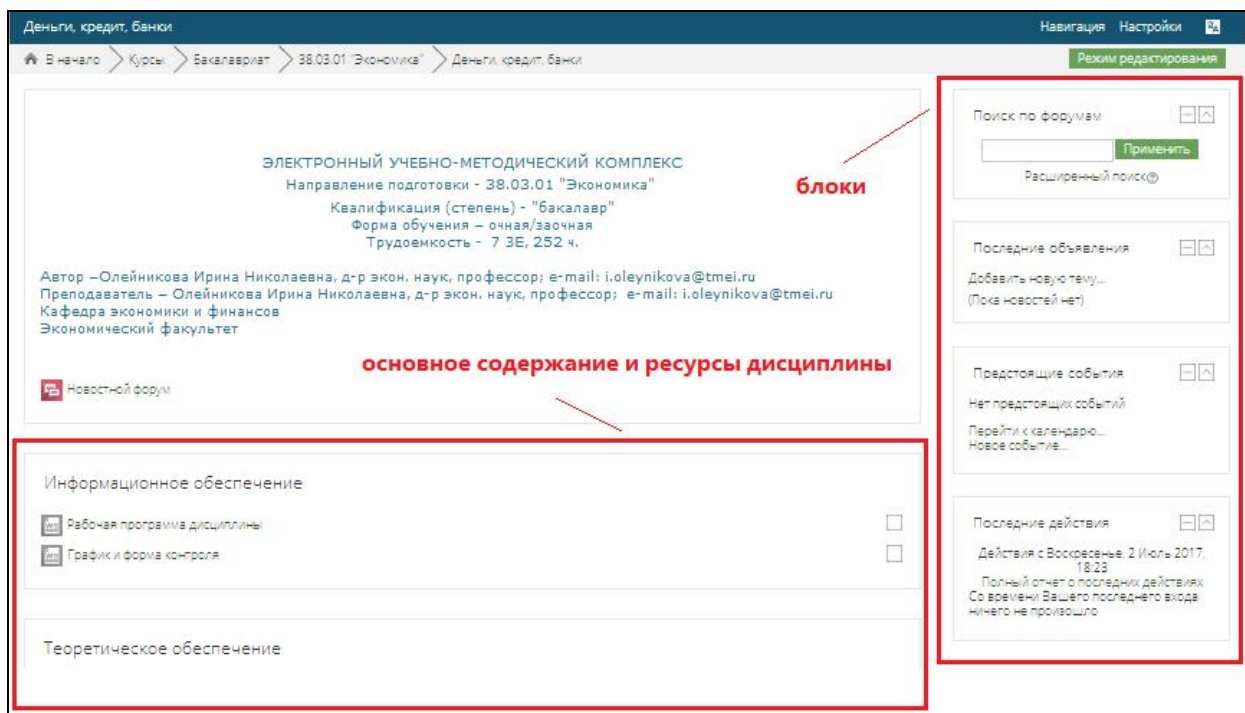 Деньги, кредит, банки
Навигация Настройки
В начало Курсы Бакалавриат 38.03.01 "Экономика" Деньги, кредит, банки
Режим редактирования
ЭЛЕКТРОННЫЙ УЧЕБНО-МЕТОДИЧЕСКИЙ КОМПЛЕКС
Направление подготовки - 38.03.01 "Экономика"
Квалификация (степень) - "бакалавр"
Форма обучения – очная/заочная
Трудоемкость - 7 ЗЕ, 252 ч.
Автор –Олейникова Ирина Николаевна, д-р экон. наук, профессор; e-mail: i.oleynikova@tmei.ru
Преподаватель – Олейникова Ирина Николаевна, д-р экон. наук, профессор; e-mail: i.oleynikova@tmei.ru
Кафедра экономики и финансов
Экономический факультет
Новостной форум
блоки
основное содержание и ресурсы дисциплины
Информационное обеспечение
Рабочая программа дисциплины
График и форма контроля
Теоретическое обеспечение
Поиск по форумам
Применить
Расширенный поиск
Последние объявления
Добавить новую тему...
(Пока новостей нет)
Предстоящие события
Нет предстоящих событий
Перейти к календарю...
Новое событие...
Последние действия
Действия с Воскресенье, 2 Июль 2017,
18:23
Полный отчет о последних действиях
Со времени Вашего последнего входа
ничего не произошло